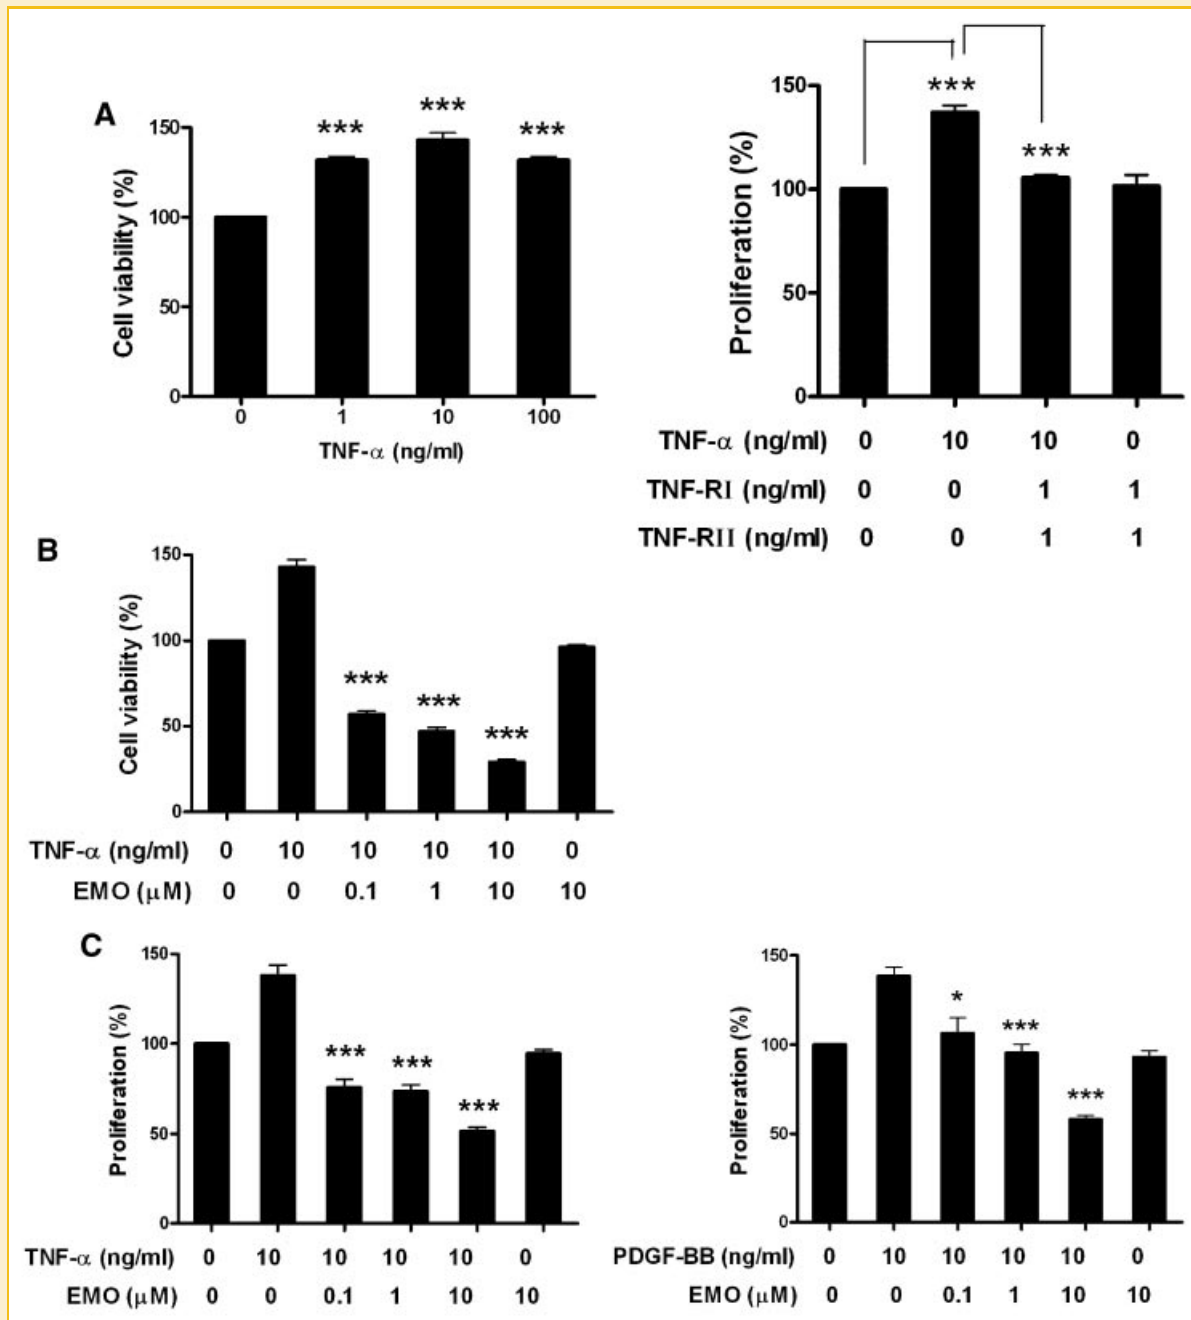 A
Cell viability (%)
150
100
50
0
*** *** ***
0 1 10 100
TNF-α (ng/ml)
Proliferation (%)
150
100
50
0
***
***
TNF-α (ng/ml) 0 10 10 0
TNF-RI (ng/ml) 0 0 1 1
TNF-RII (ng/ml) 0 0 1 1
B
Cell viability (%)
150
100
50
0
*** *** ***
TNF-α (ng/ml) 0 10 10 10 10 0
EMO (μM) 0 0 0.1 1 10 10
C
Proliferation (%)
150
100
50
0
*** *** ***
TNF-α (ng/ml) 0 10 10 10 10 0
EMO (μM) 0 0 0.1 1 10 10
Proliferation (%)
150
100
50
0
* *** ***
PDGF-BB (ng/ml) 0 10 10 10 10 0
EMO (μM) 0 0 0.1 1 10 10